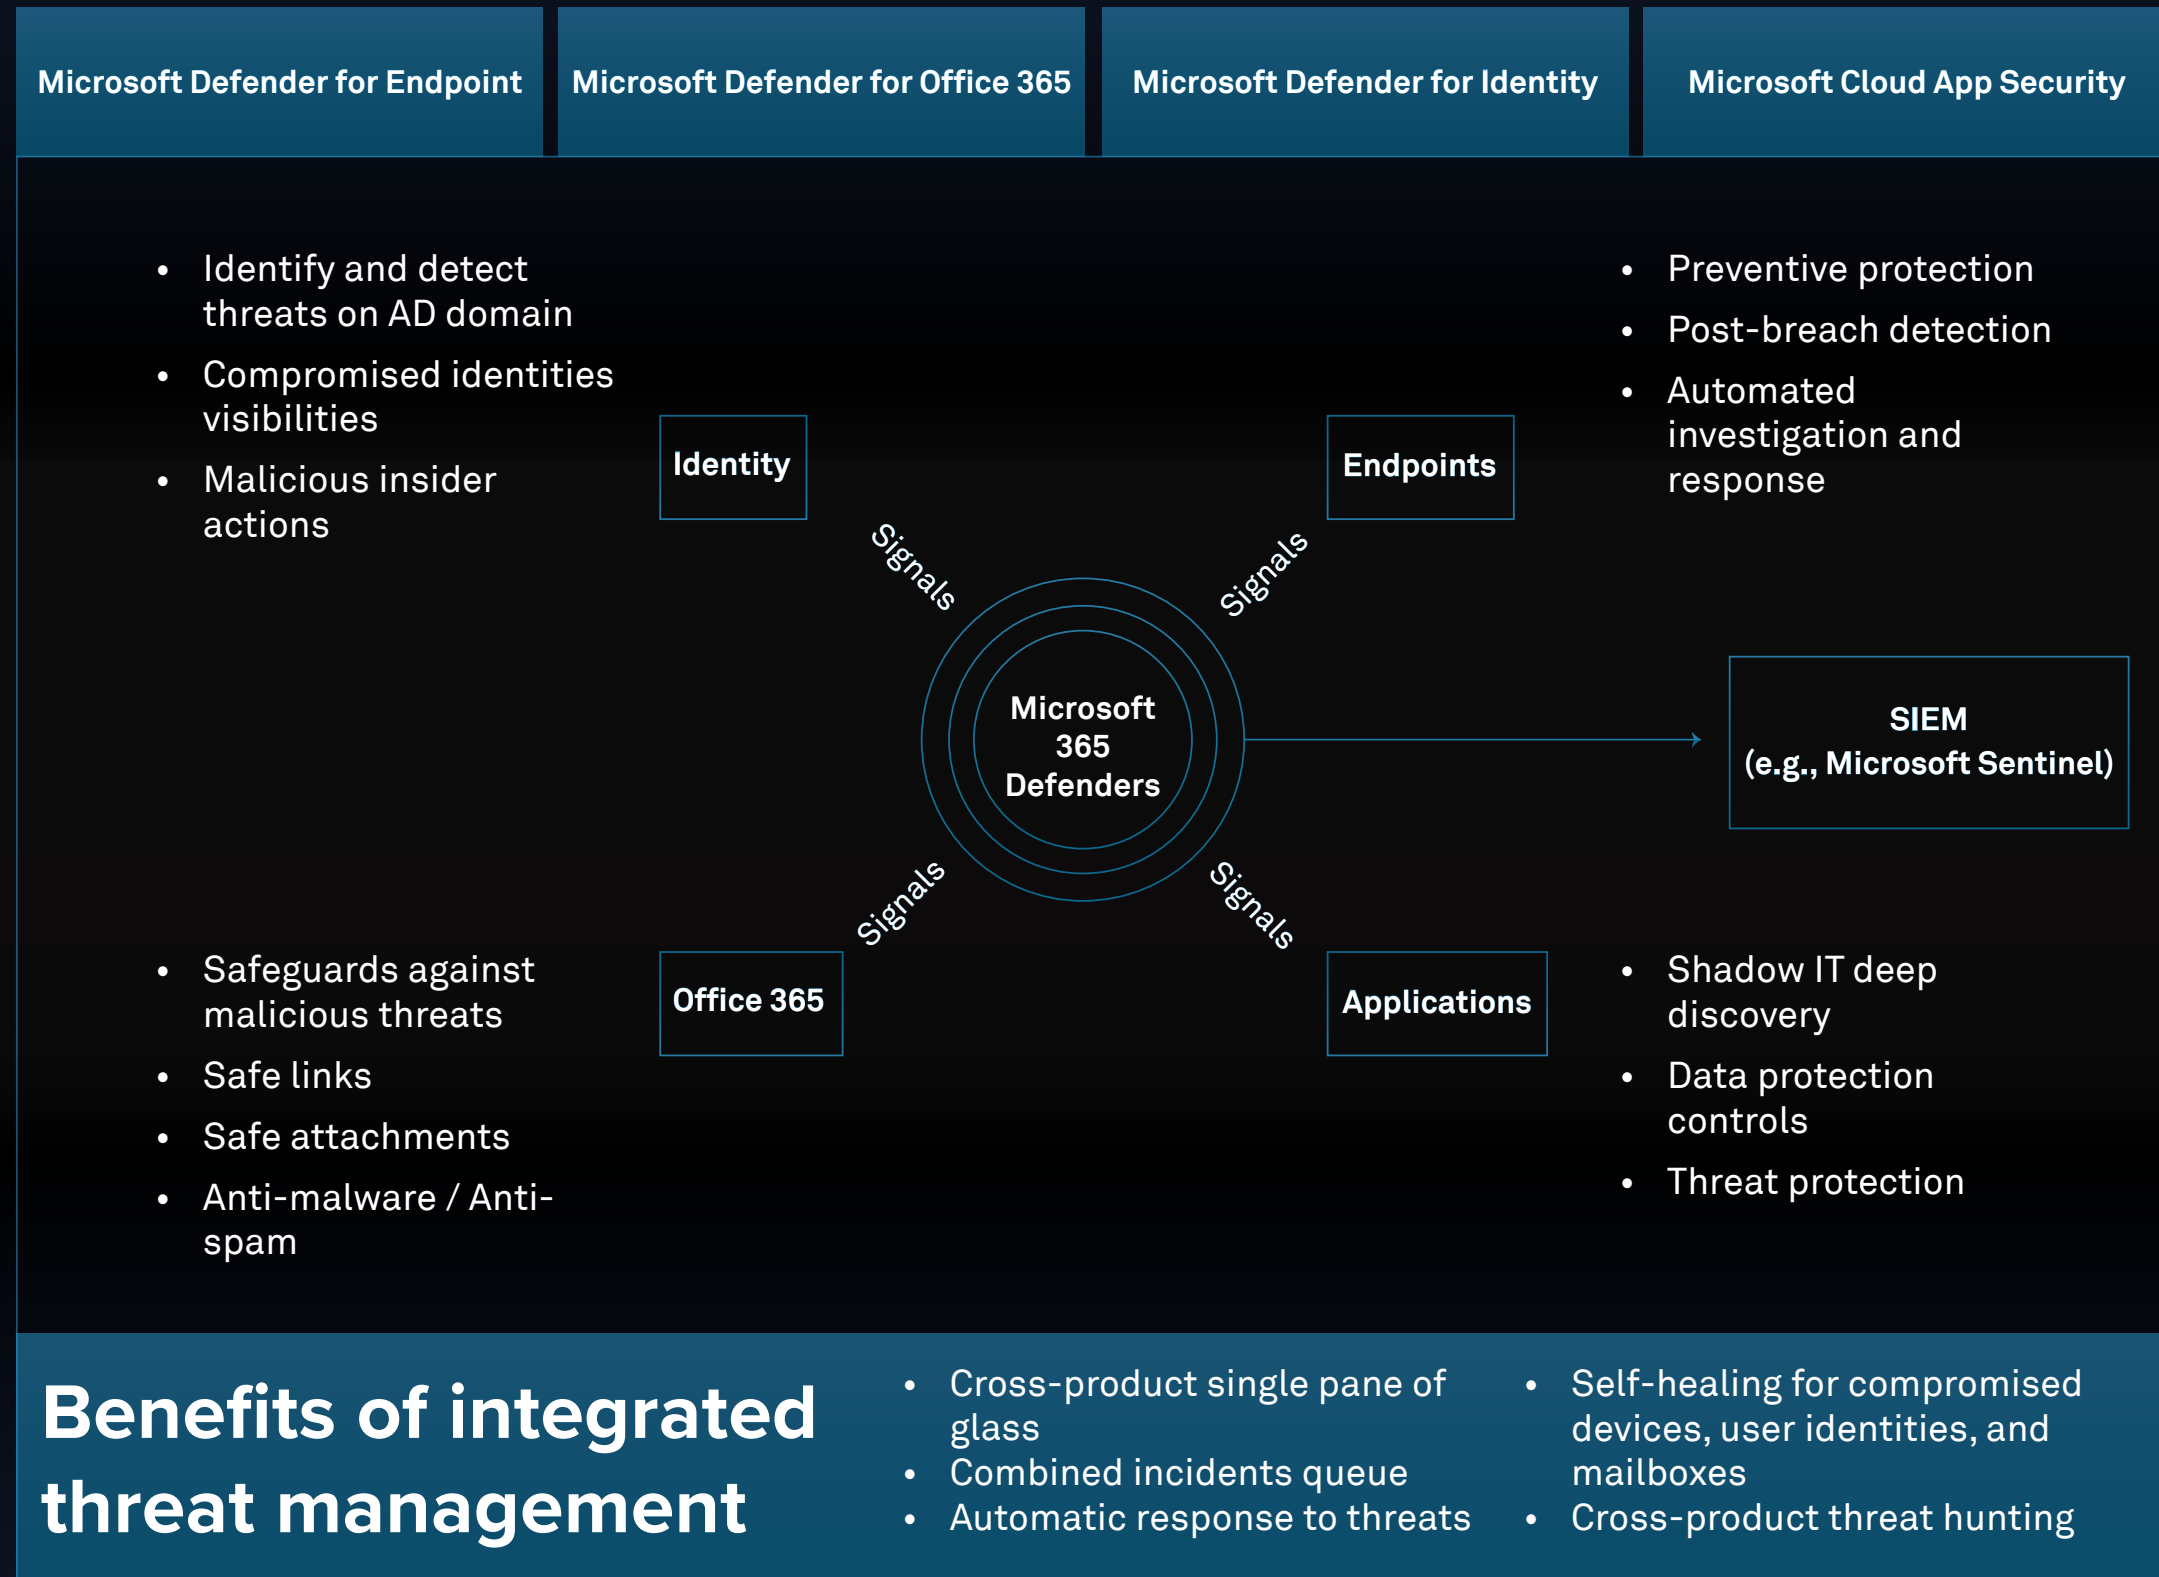 Microsoft Defender for Endpoint
Microsoft Defender for Office 365
Microsoft Defender for Identity
Microsoft Cloud App Security
• Identify and detect
threats on AD domain
• Compromised identities
visibilities
• Malicious insider
actions
Identity
Endpoints
• Preventive protection
• Post-breach detection
• Automated
investigation and
response
Signals
Signals
Microsoft
365
Defenders
SIEM
(e.g., Microsoft Sentinel)
Signals
Signals
• Safeguards against
malicious threats
• Safe links
• Safe attachments
• Anti-malware / Anti-
spam
Office 365
Applications
• Shadow IT deep
discovery
• Data protection
controls
• Threat protection
Benefits of integrated
threat management
• Cross-product single pane of
glass
• Combined incidents queue
• Automatic response to threats
• Self-healing for compromised
devices, user identities, and
mailboxes
• Cross-product threat hunting